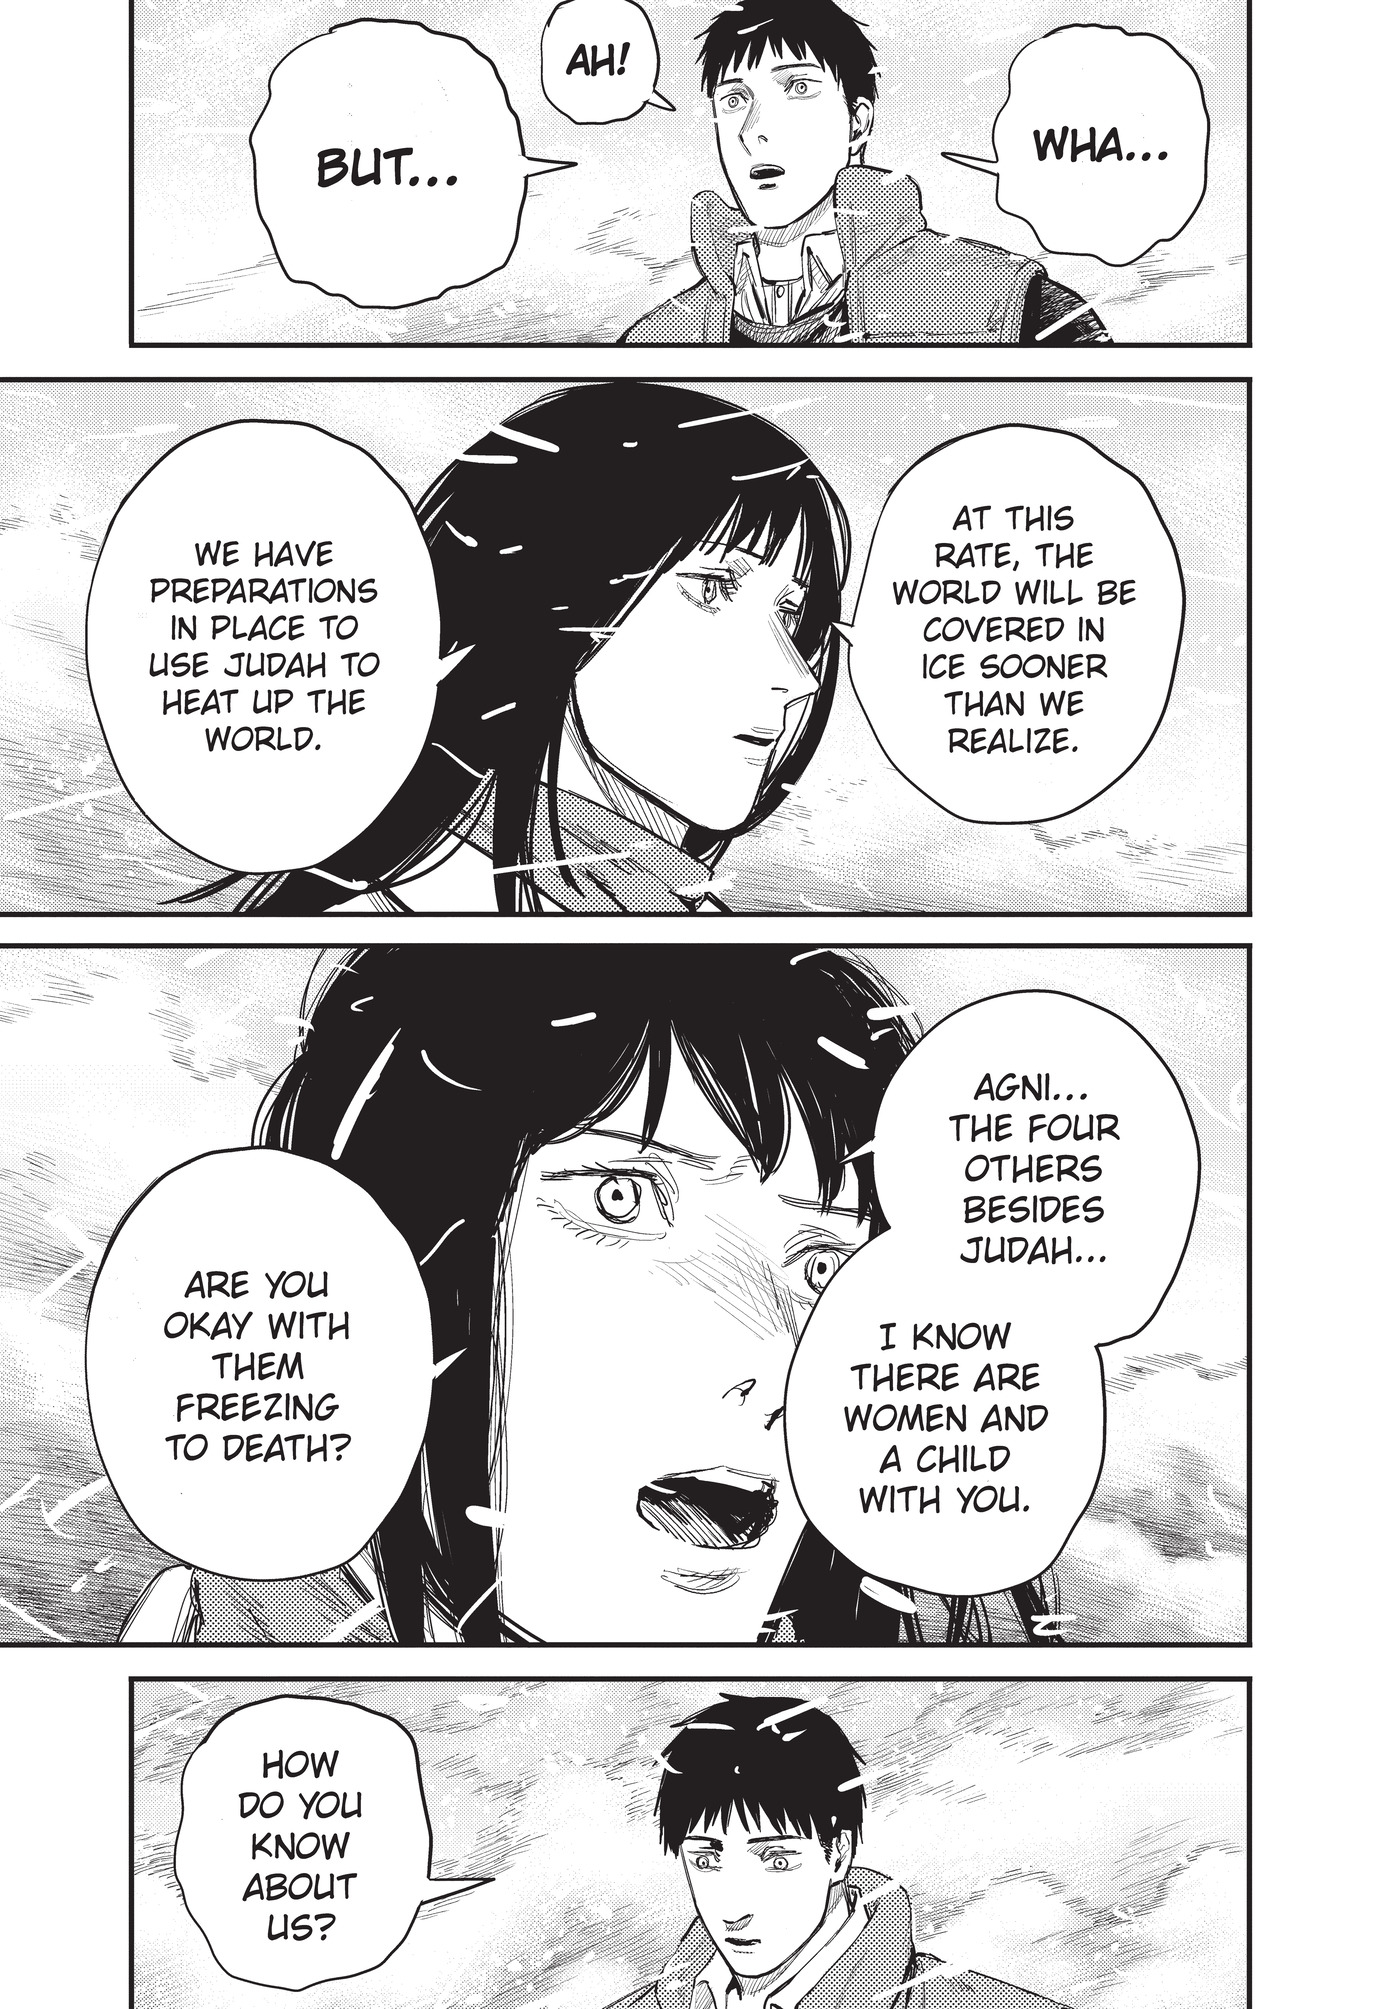 WHA...
AH!
BUT...
AT THIS
RATE, THE
WORLD WILL BE
COVERED IN
ICE SOONER
THAN WE
REALIZE.
WE HAVE
PREPARATIONS
IN PLACE TO
USE JUDAH TO
HEAT UP THE
WORLD.
AGNI...
THE FOUR
OTHERS
BESIDES
JUDAH...
I KNOW
THERE ARE
WOMEN AND
A CHILD
WITH YOU.
ARE YOU
OKAY WITH
THEM
FREEZING
TO DEATH?
HOW
DO YOU
KNOW
ABOUT
US?